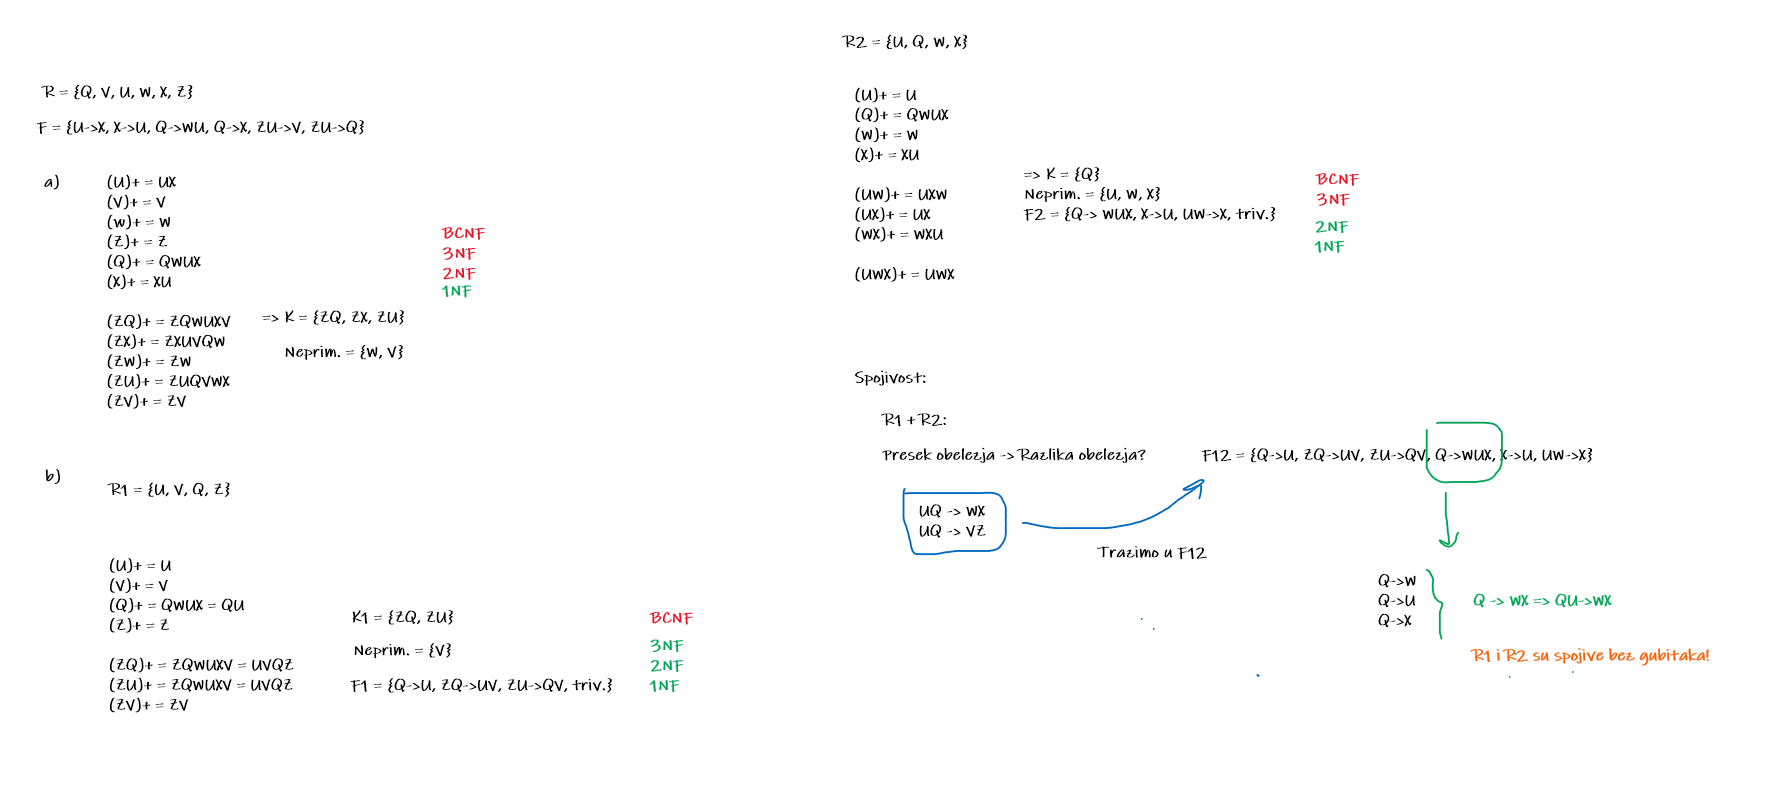 R = {Q, V, U, W, X, Z}
F = {U->X, X->U, Q->WU, Q->X, ZU->V, ZU->Q}
a)
(U)+ = UX
(V)+ = V
(W)+ = W
(Z)+ = Z
(Q)+ = QWUX
(X)+ = XU
BCNF
3NF
2NF
1NF
(ZQ)+ = ZQWUXV
(ZX)+ = ZXUVQW
(ZW)+ = ZW
(ZU)+ = ZUQVWX
(ZV)+ = ZV
=> K = {ZQ, ZX, ZU}
Neprim. = {W, V}
b)
R1 = {U, V, Q, Z}
(U)+ = U
(V)+ = V
(Q)+ = QWUX = QU
(Z)+ = Z
(ZQ)+ = ZQWUXV = UVQZ
(ZU)+ = ZQWUXV = UVQZ
(ZV)+ = ZV
K1 = {ZQ, ZU}
Neprim. = {V}
F1 = {Q->U, ZQ->UV, ZU->QV, triv.}
BCNF
3NF
2NF
1NF
R2 = {U, Q, W, X}
(U)+ = U
(Q)+ = QWUX
(W)+ = W
(X)+ = XU
(UW)+ = UXW
(UX)+ = UX
(WX)+ = WXU
(UWX)+ = UWX
=> K = {Q}
Neprim. = {U, W, X}
F2 = {Q-> WUX, X->U, UW->X, triv.}
BCNF
3NF
2NF
1NF
Spojivost:
R1 + R2:
Presek obelezja -> Razlika obelezja?
F12 = {Q->U, ZQ->UV, ZU->QV, Q->WUX, X->U, UW->X}
UQ -> WX
UQ -> VZ
Trazimo u F12
Q->W
Q->U
Q->X
Q -> WX => QU->WX
R1 i R2 su spojive bez gubitaka!